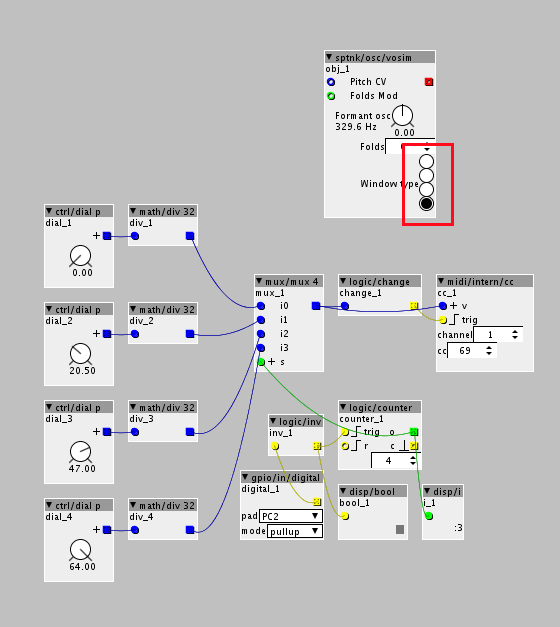 sptnk/osc/vosim
obj_1
Pitch CV
Folds Mod
Formant osc
329.6 Hz
0.00
Folds
Window type
ctrl/dial p
dial_1
+
0.00
math/div 32
div_1
ctrl/dial p
dial_2
+
20.50
math/div 32
div_2
ctrl/dial p
dial_3
+
47.00
math/div 32
div_3
ctrl/dial p
dial_4
+
64.00
math/div 32
div_4
mux/mux 4
mux_1
i0
i1
i2
i3
+ s
logic/change
change_1
midi/intern/cc
cc_1
+ v
trig
channel 1
cc 69
logic/inv
inv_1
logic/counter
counter_1
trig o
r c
4
gpio/in/digital
digital_1
pad PC2
mode pullup
disp/bool
bool_1
disp/i
i_1
:3